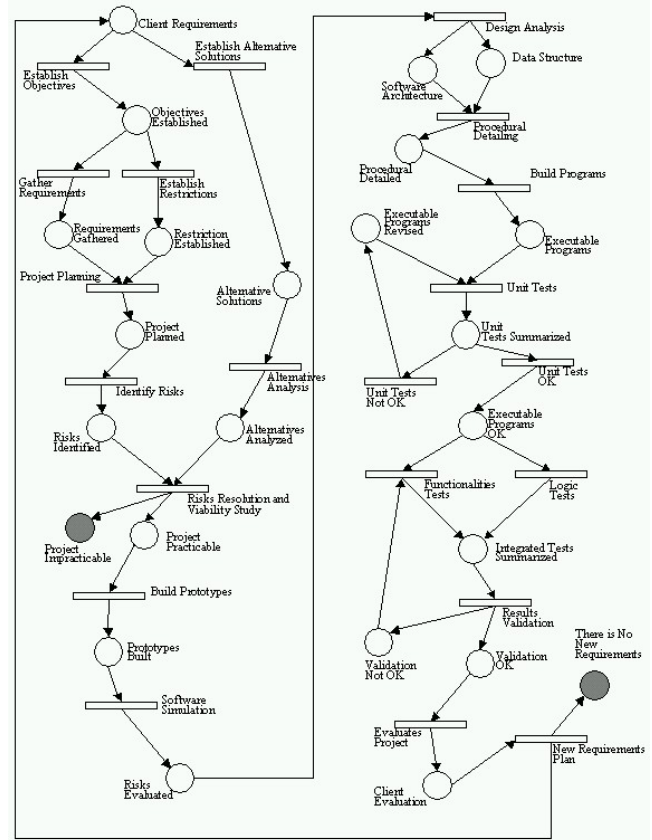 Client Requirements
Establish Alternative
Solutions
Establish
Objectives
Objectives
Established
Gather
Requirements
Establish
Restrictions
Requirements
Gathered
Restriction
Established
Project Planning
Alternative
Solutions
Project
Planned
Identify Risks
Alternatives
Analysis
Risks
Identified
Alternatives
Analyzed
Risks Resolution and
Viability Study
Project
Impracticable
Project
Practicable
Build Prototypes
Prototypes
Built
Software
Simulation
Risks
Evaluated
Design Analysis
Data Structure
Software
Architecture
Procedural
Detailing
Procedural
Detailed
Build Programs
Executable
Programs
Revised
Executable
Programs
Unit Tests
Unit
Tests Summarized
Unit Tests
Not OK
Unit Tests
OK
Executable
Programs
OK
Functionalities
Tests
Logic
Tests
Integrated Tests
Summarized
Results
Validation
Validation
Not OK
Validation
OK
There is No
New
Requirements
Evaluates
Project
New Requirements
Plan
Client
Evaluation